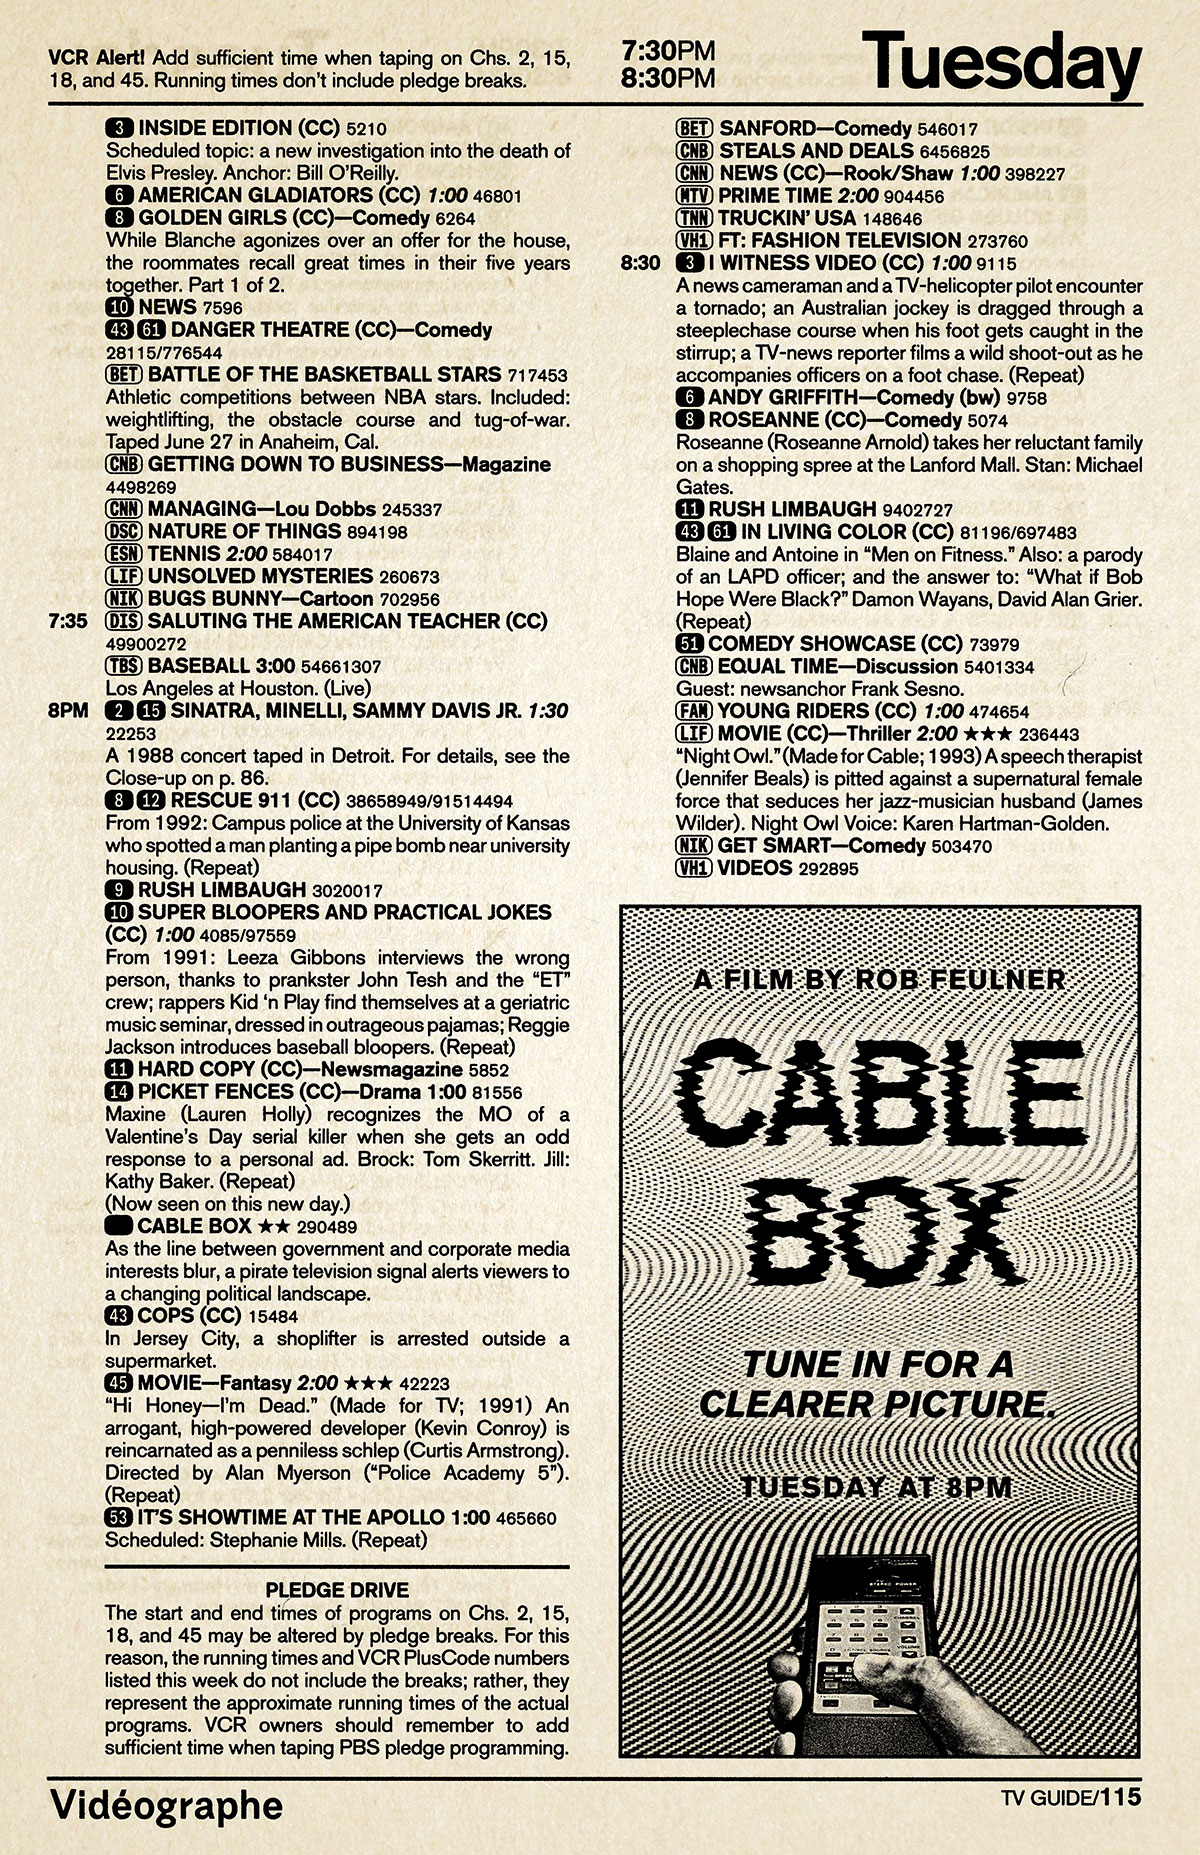 VCR Alert! Add sufficient time when taping on Chs. 2, 15,
18, and 45. Running times don't include pledge breaks.
7:30PM
8:30PM
Tuesday
3 INSIDE EDITION (CC) 5210
Scheduled topic: a new investigation into the death of
Elvis Presley. Anchor: Bill O'Reilly.
6 AMERICAN GLADIATORS (CC) 1:00 46801
8 GOLDEN GIRLS (CC)—Comedy 6264
While Blanche agonizes over an offer for the house,
the roommates recall great times in their five years
together. Part 1 of 2.
10 NEWS 7596
43 61 DANGER THEATRE (CC)—Comedy
28115/776544
BET BATTLE OF THE BASKETBALL STARS 717453
Athletic competitions between NBA stars. Included:
weightlifting, the obstacle course and tug-of-war.
Taped June 27 in Anaheim, Cal.
CNB GETTING DOWN TO BUSINESS—Magazine
4498269
CNN MANAGING—Lou Dobbs 245337
DSC NATURE OF THINGS 894198
ESN TENNIS 2:00 584017
LIF UNSOLVED MYSTERIES 260673
NIK BUGS BUNNY—Cartoon 702956
7:35 DIS SALUTING THE AMERICAN TEACHER (CC)
49900272
TBS BASEBALL 3:00 54661307
Los Angeles at Houston. (Live)
8PM 2 15 SINATRA, MINELLI, SAMMY DAVIS JR. 1:30
22253
A 1988 concert taped in Detroit. For details, see the
Close-up on p. 86.
8 12 RESCUE 911 (CC) 38658949/91514494
From 1992: Campus police at the University of Kansas
who spotted a man planting a pipe bomb near university
housing. (Repeat)
9 RUSH LIMBAUGH 3020017
10 SUPER BLOOPERS AND PRACTICAL JOKES
(CC) 1:00 4085/97559
From 1991: Leeza Gibbons interviews the wrong
person, thanks to prankster John Tesh and the “ET”
crew; rappers Kid ‘n Play find themselves at a geriatric
music seminar, dressed in outrageous pajamas; Reggie
Jackson introduces baseball bloopers. (Repeat)
11 HARD COPY (CC)—Newsmagazine 5852
14 PICKET FENCES (CC)—Drama 1:00 81556
Maxine (Lauren Holly) recognizes the MO of a
Valentine's Day serial killer when she gets an odd
response to a personal ad. Brock: Tom Skerritt. Jill:
Kathy Baker. (Repeat)
(Now seen on this new day.)
CABLE BOX ★★ 290489
As the line between government and corporate media
interests blur, a pirate television signal alerts viewers to
a changing political landscape.
43 COPS (CC) 15484
In Jersey City, a shoplifter is arrested outside a
supermarket.
45 MOVIE—Fantasy 2:00 ★★★ 42223
“Hi Honey—I'm Dead.” (Made for TV; 1991) An
arrogant, high-powered developer (Kevin Conroy) is
reincarnated as a penniless schlep (Curtis Armstrong).
Directed by Alan Myerson (“Police Academy 5”).
(Repeat)
53 IT'S SHOWTIME AT THE APOLLO 1:00 465660
Scheduled: Stephanie Mills. (Repeat)
PLEDGE DRIVE
The start and end times of programs on Chs. 2, 15,
18, and 45 may be altered by pledge breaks. For this
reason, the running times and VCR PlusCode numbers
listed this week do not include the breaks; rather, they
represent the approximate running times of the actual
programs. VCR owners should remember to add
sufficient time when taping PBS pledge programming.
BET SANFORD—Comedy 546017
CNB STEALS AND DEALS 6456825
CNN NEWS (CC)—Rook/Shaw 1:00 398227
MTV PRIME TIME 2:00 904456
TNN TRUCKIN' USA 148646
VH1 FT: FASHION TELEVISION 273760
8:30 3 I WITNESS VIDEO (CC) 1:00 9115
A news cameraman and a TV-helicopter pilot encounter
a tornado; an Australian jockey is dragged through a
steeplechase course when his foot gets caught in the
stirrup; a TV-news reporter films a wild shoot-out as he
accompanies officers on a foot chase. (Repeat)
6 ANDY GRIFFITH—Comedy (bw) 9758
8 ROSEANNE (CC)—Comedy 5074
Roseanne (Roseanne Arnold) takes her reluctant family
on a shopping spree at the Lanford Mall. Stan: Michael
Gates.
11 RUSH LIMBAUGH 9402727
43 61 IN LIVING COLOR (CC) 81196/697483
Blaine and Antoine in “Men on Fitness.” Also: a parody
of an LAPD officer; and the answer to: “What if Bob
Hope Were Black?” Damon Wayans, David Alan Grier.
(Repeat)
51 COMEDY SHOWCASE (CC) 73979
CNB EQUAL TIME—Discussion 5401334
Guest: newsanchor Frank Sesno.
FAM YOUNG RIDERS (CC) 1:00 474654
LIF MOVIE (CC)—Thriller 2:00 ★★★ 236443
“Night Owl.” (Made for Cable; 1993) A speech therapist
(Jennifer Beals) is pitted against a supernatural female
force that seduces her jazz-musician husband (James
Wilder). Night Owl Voice: Karen Hartman-Golden.
NIK GET SMART—Comedy 503470
VH1 VIDEOS 292895
A FILM BY ROB FEULNER
CABLE
BOX
TUNE IN FOR A
CLEARER PICTURE.
TUESDAY AT 8PM
STEREO POWER
CHANNEL
VOLUME
Vidéographe
TV GUIDE/115